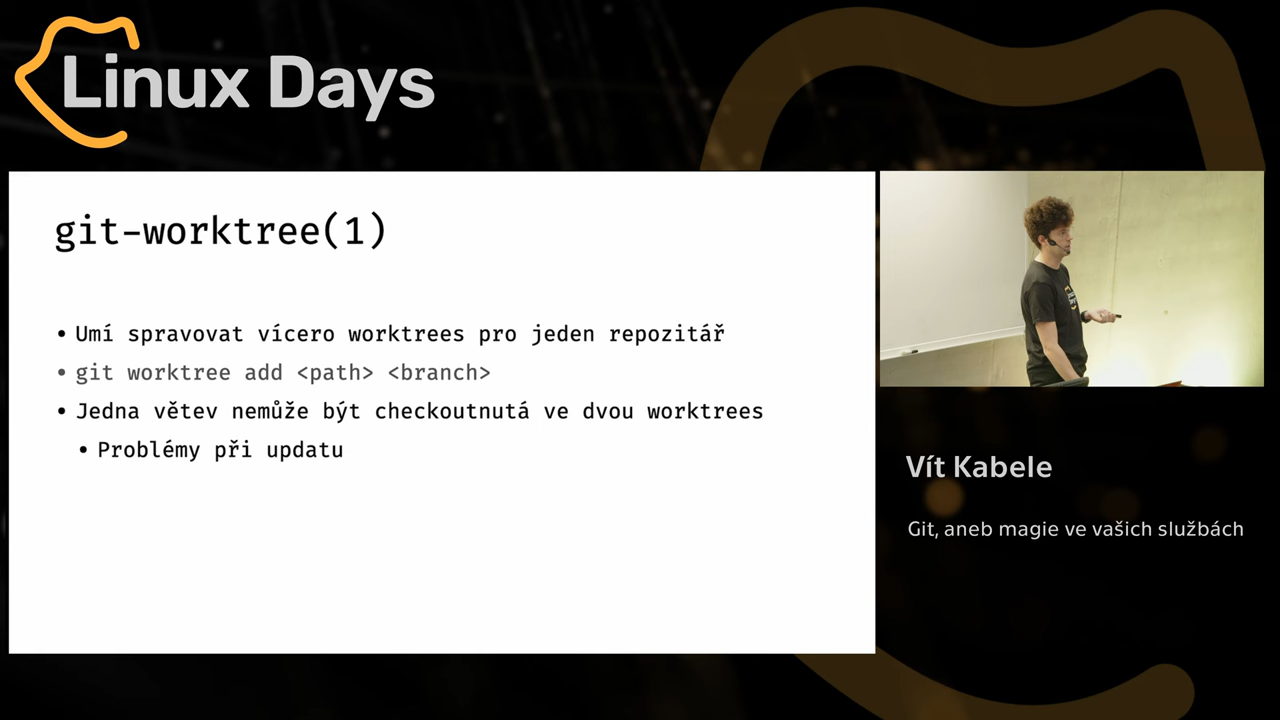 Linux Days
git-worktree(1)
• Umí spravovat vícero worktrees pro jeden repozitář
• git worktree add <path> <branch>
• Jedna větev nemůže být checkoutnutá ve dvou worktrees
• Problémy při updatu
Vít Kabele
Git, aneb magie ve vašich službách